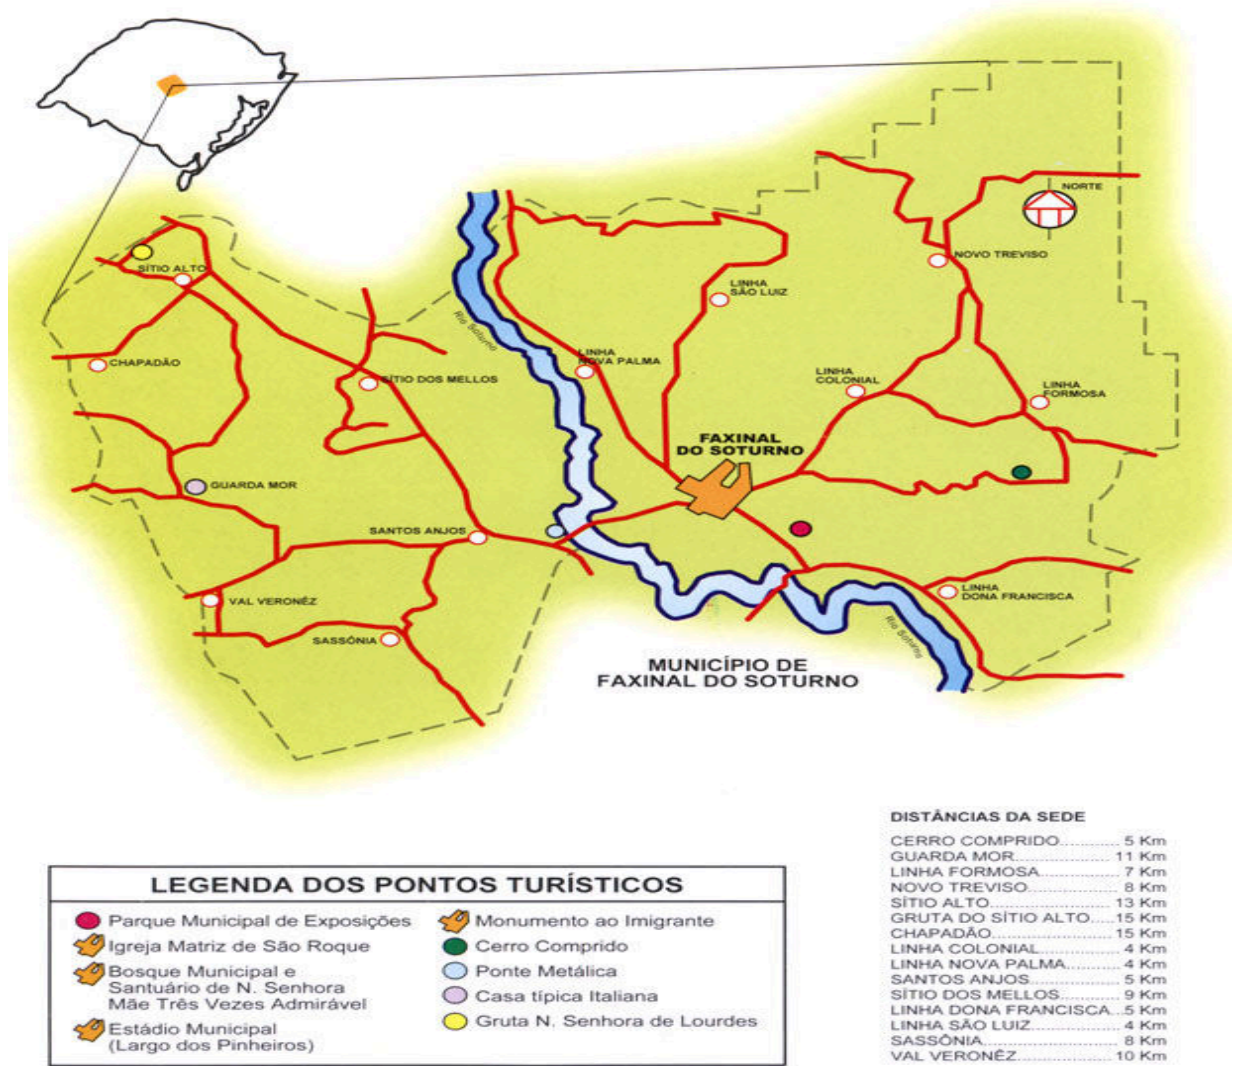 NORTE
NOVO TREVISO
SÍTIO ALTO
LINHA
SÃO LUIZ
Rio Soturno
LINHA
NOVA PALMA
CHAPADÃO
SÍTIO DOS MELLOS
LINHA
COLONIAL
LINHA
FORMOSA
FAXINAL
DO SOTURNO
GUARDA MOR
SANTOS ANJOS
VAL VERONÊZ
LINHA
DONA FRANCISCA
SASSÔNIA
Rio Soturno
MUNICÍPIO DE
FAXINAL DO SOTURNO
LEGENDA DOS PONTOS TURÍSTICOS
Parque Municipal de Exposições
Igreja Matriz de São Roque
Bosque Municipal e
Santuário de N. Senhora
Mãe Três Vezes Admirável
Estádio Municipal
(Largo dos Pinheiros)
Monumento ao Imigrante
Cerro Comprido
Ponte Metálica
Casa típica Italiana
Gruta N. Senhora de Lourdes
DISTÂNCIAS DA SEDE
CERRO COMPRIDO.......... 5 Km
GUARDA MOR................ 11 Km
LINHA FORMOSA............. 7 Km
NOVO TREVISO............... 8 Km
SÍTIO ALTO.................... 13 Km
GRUTA DO SÍTIO ALTO.....15 Km
CHAPADÃO.................... 15 Km
LINHA COLONIAL............. 4 Km
LINHA NOVA PALMA......... 4 Km
SANTOS ANJOS............... 5 Km
SÍTIO DOS MELLOS.......... 9 Km
LINHA DONA FRANCISCA...5 Km
LINHA SÃO LUIZ.............. 4 Km
SASSÔNIA...................... 8 Km
VAL VERONÊZ................ 10 Km